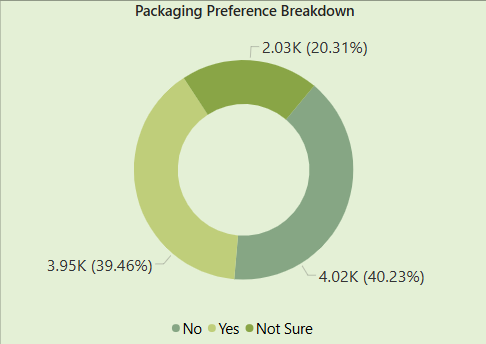 Packaging Preference Breakdown
2.03K (20.31%)
3.95K (39.46%)
4.02K (40.23%)
No Yes Not Sure